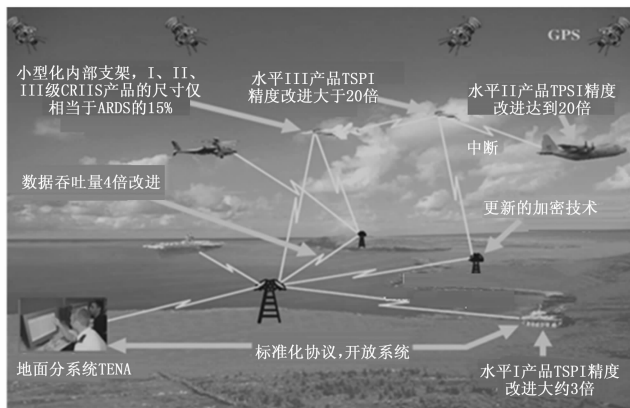 GPS
小型化内部支架，I、II、
III级CRIIS产品的尺寸仅
相当于ARDS的15%
水平III产品TSPI
精度改进大于20倍
水平II产品TPSI精度
改进达到20倍
中断
数据吞吐量4倍改进
更新的加密技术
标准化协议,开放系统
地面分系统TENA
水平I产品TSPI精度
改进大约3倍